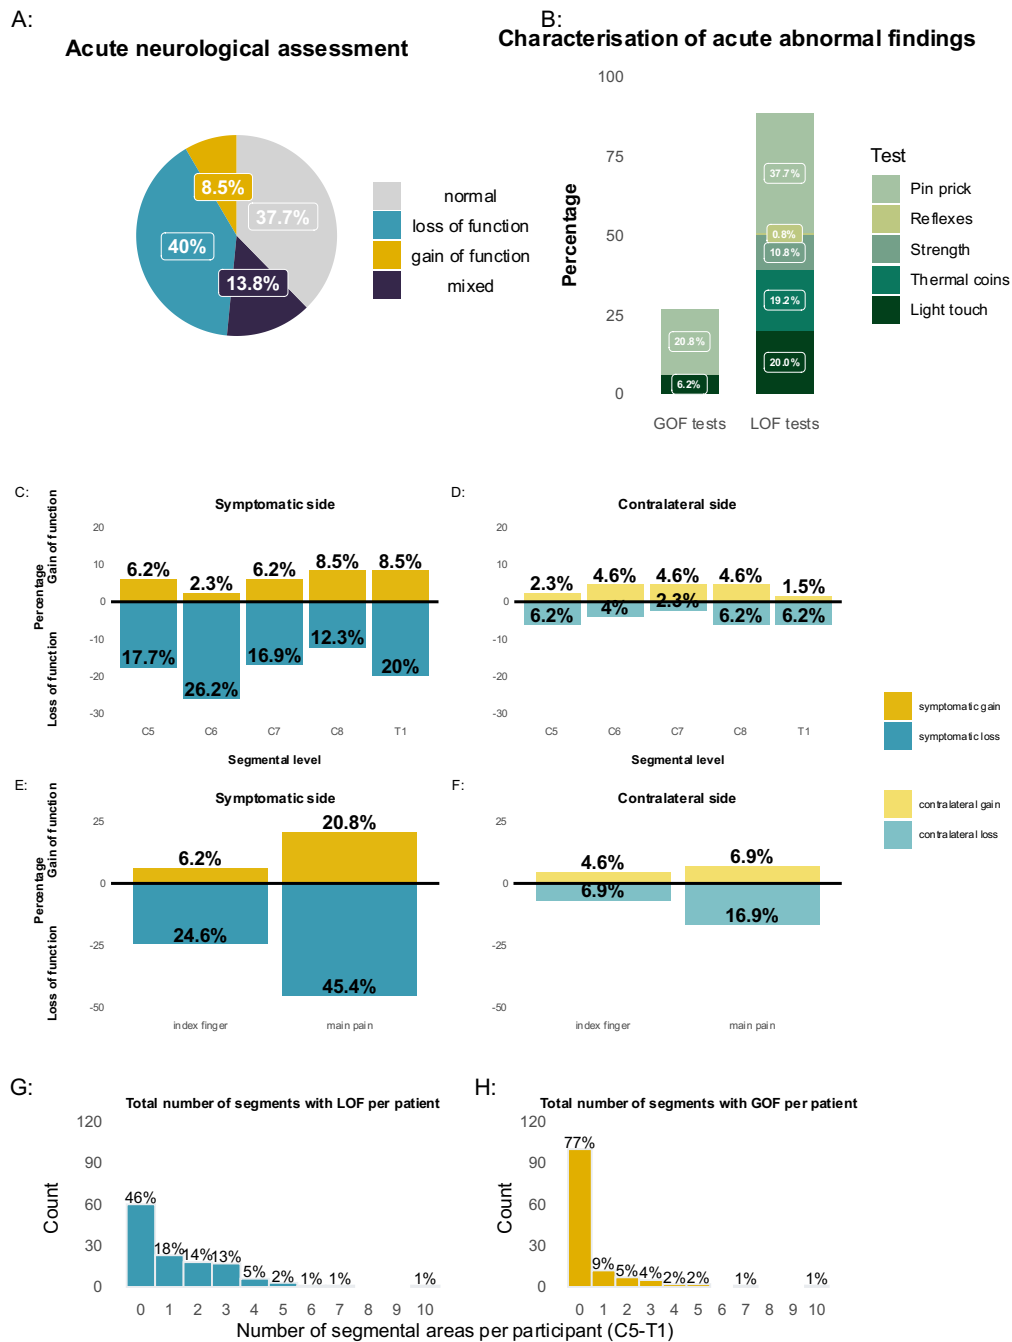 A:
Acute neurological assessment
8.5%
37.7%
40%
13.8%
normal
loss of function
gain of function
mixed
B:
Characterisation of acute abnormal findings
Percentage
100
75
50
25
0
37.7%
0.8%
10.8%
19.2%
20.0%
20.8%
6.2%
GOF tests
LOF tests
Test
Pin prick
Reflexes
Strength
Thermal coins
Light touch
C:
Symptomatic side
Gain of function
Percentage
Loss of function
20
10
0
-10
-20
-30
6.2%
2.3%
6.2%
8.5%
8.5%
17.7%
26.2%
16.9%
12.3%
20%
C5
C6
C7
C8
T1
Segmental level
D:
Contralateral side
20
10
0
-10
-20
-30
2.3%
4.6%
4.6%
4.6%
1.5%
6.2%
4%
2.3%
6.2%
6.2%
C5
C6
C7
C8
T1
Segmental level
symptomatic gain
symptomatic loss
contralateral gain
contralateral loss
E:
Symptomatic side
Gain of function
Percentage
Loss of function
25
0
-25
-50
6.2%
20.8%
24.6%
45.4%
index finger
main pain
F:
Contralateral side
25
0
-25
-50
4.6%
6.9%
6.9%
16.9%
index finger
main pain
G:
Total number of segments with LOF per patient
Count
120
90
60
30
0
46%
18%
14%
13%
5%
2%
1%
1%
1%
0 1 2 3 4 5 6 7 8 9 10
H:
Total number of segments with GOF per patient
Count
120
90
60
30
0
77%
9%
5%
4%
2%
2%
1%
1%
0 1 2 3 4 5 6 7 8 9 10
Number of segmental areas per participant (C5-T1)